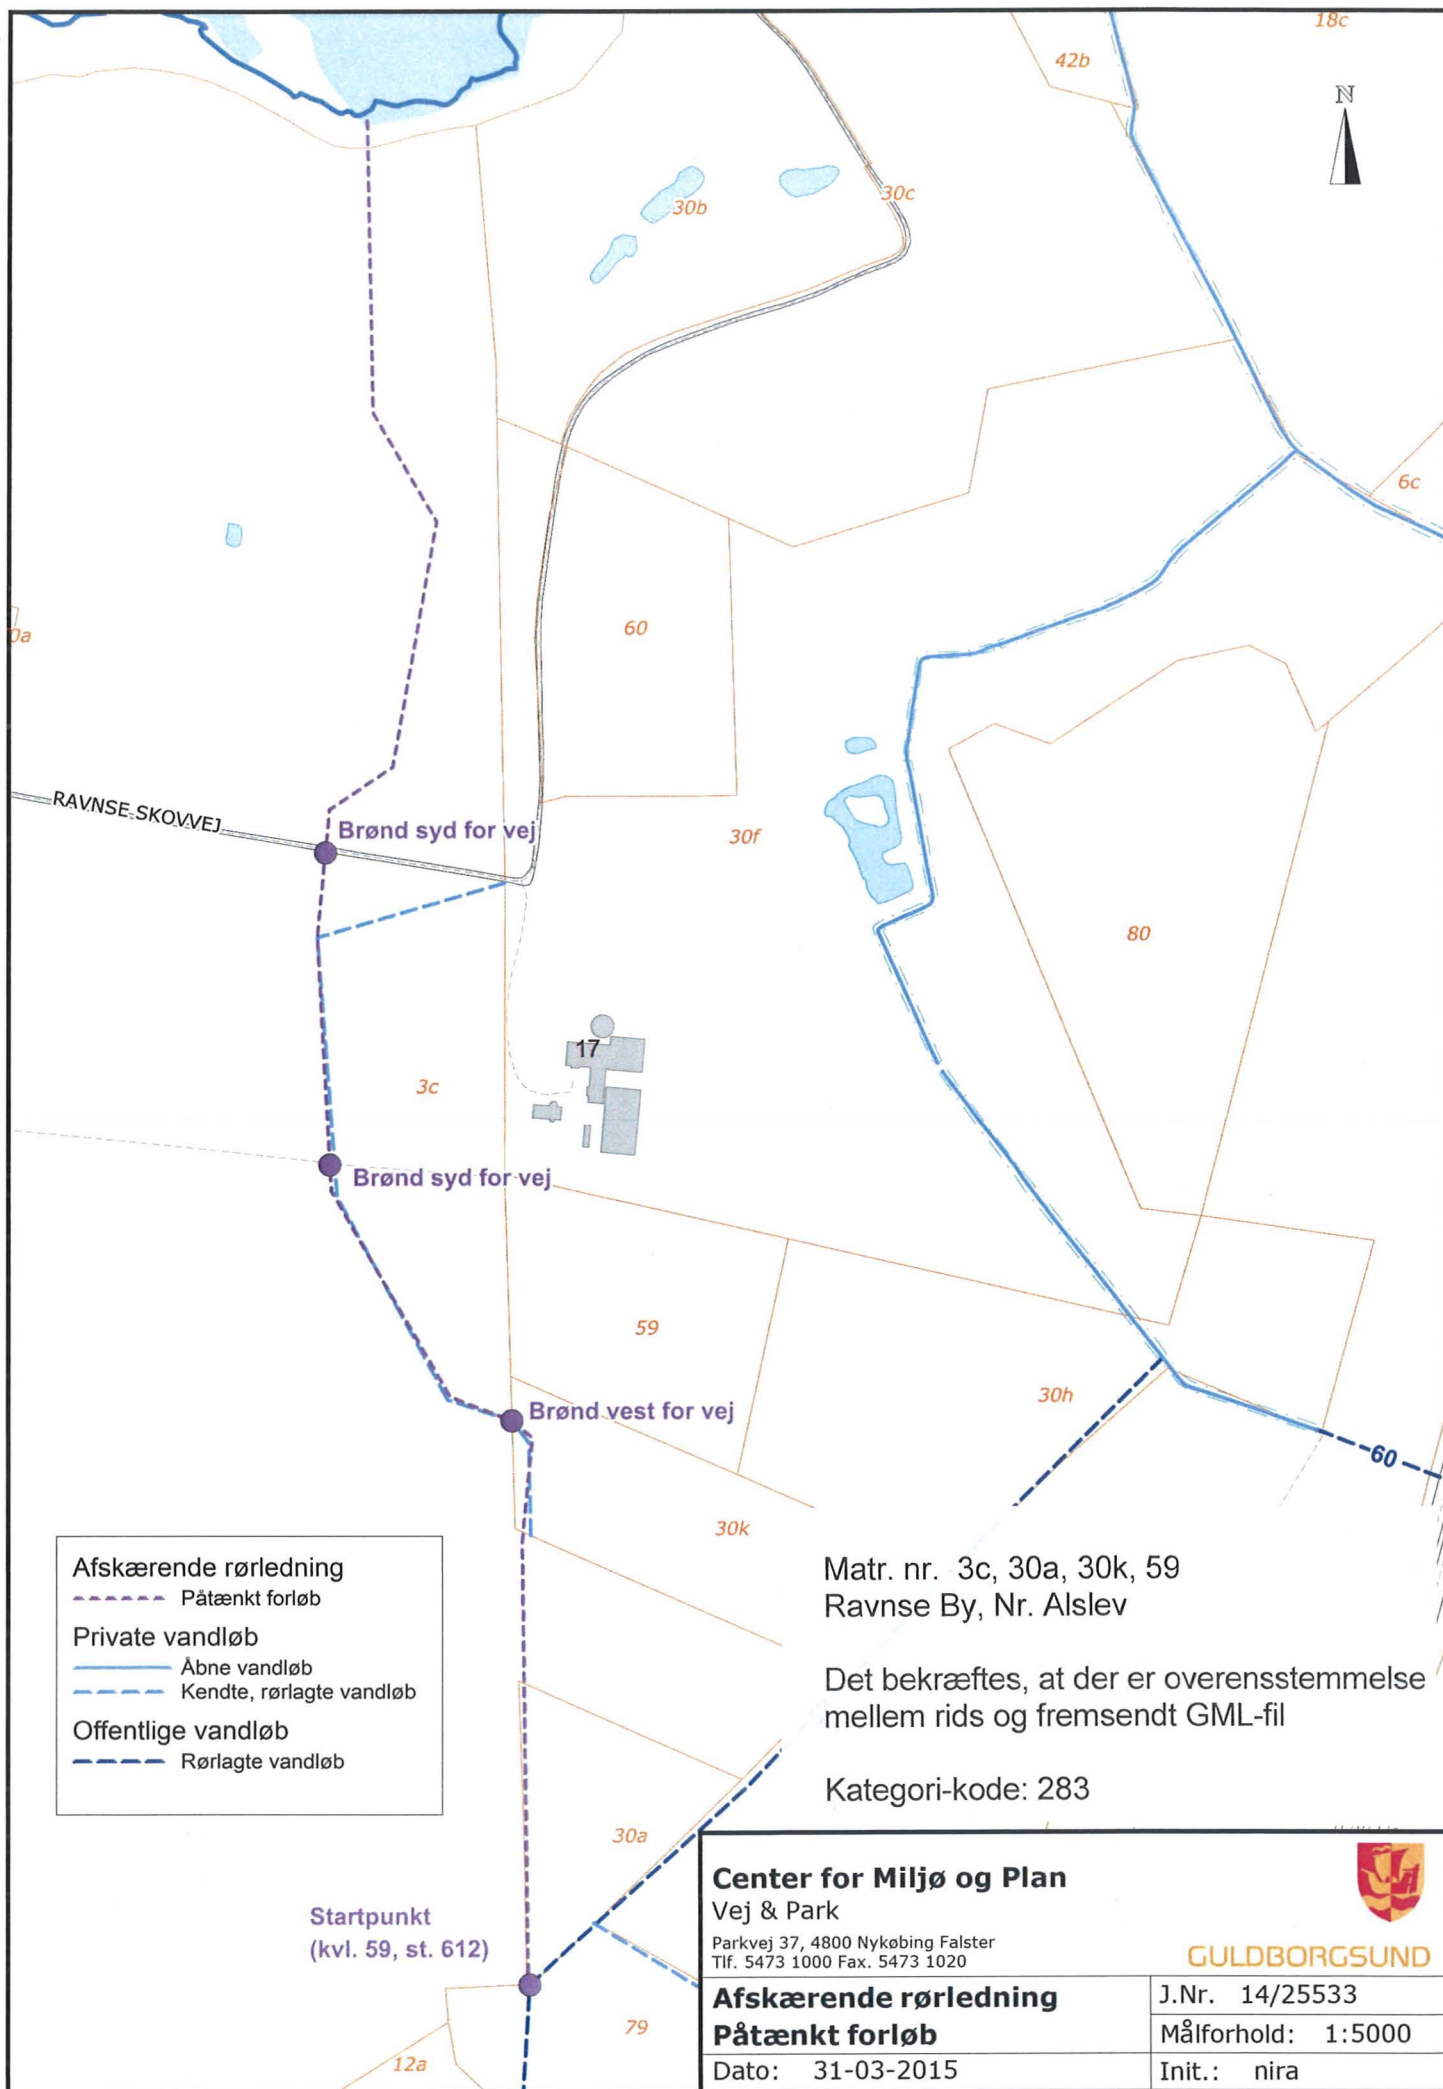 18c
42b
N
30b
30c
6c
0a
60
RAVNSE SKOVVEJ
Brønd syd for vej
30f
80
17
3c
Brønd syd for vej
59
30h
Brønd vest for vej
60
30k
Afskærende rørledning
Påtænkt forløb
Private vandløb
Åbne vandløb
Kendte, rørlagte vandløb
Offentlige vandløb
Rørlagte vandløb
Matr. nr. 3c, 30a, 30k, 59
Ravnse By, Nr. Alslev
Det bekræftes, at der er overensstemmelse
mellem rids og fremsendt GML-fil
Kategori-kode: 283
30a
Startpunkt
(kvl. 59, st. 612)
79
12a
Center for Miljø og Plan
Vej & Park
Parkvej 37, 4800 Nykøbing Falster
Tlf. 5473 1000 Fax. 5473 1020
GULDBORGSUND
Afskærende rørledning
Påtænkt forløb
J.Nr. 14/25533
Målforhold: 1:5000
Dato: 31-03-2015
Init.: nira